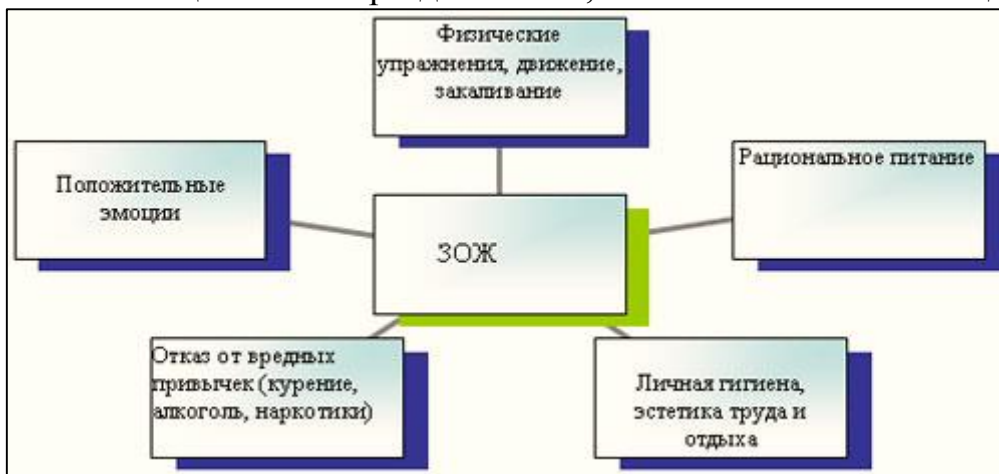 Физические
упражнения, движение,
закаливание
Положительные
эмоции
Рациональное питание
ЗОЖ
Отказ от вредных
привычек (курение,
алкоголь, наркотики)
Личная гигиена,
эстетика труда и
отдыха